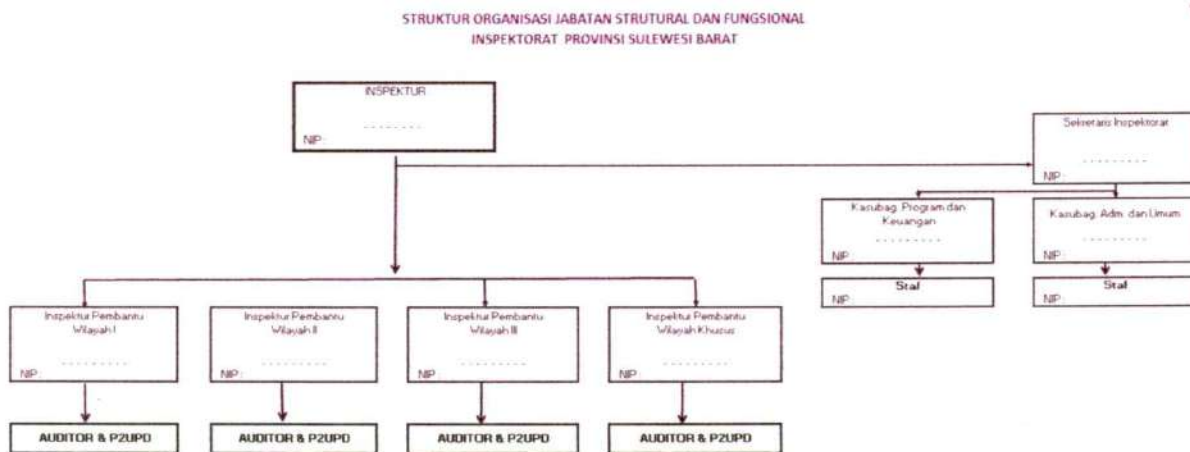 STRUKTUR ORGANISASI JABATAN STRUTURAL DAN FUNGSIONAL
INSPEKTORAT PROVINSI SULEWESI BARAT
INSPEKTUR
--------
NIP:
Sekretaris Inspektorat
---------
NIP:
Kasubag. Program dan
Keuangan
---------
NIP
Kasubag. Adm. dan Umum
---------
NIP:
Staf
NIP
Staf
NIP:
Inspektur Pembantu
Wilayah I
---------
NIP:
Inspektur Pembantu
Wilayah II
---------
NIP:
Inspektur Pembantu
Wilayah III
---------
NIP:
Inspektur Pembantu
Wilayah Khusus
---------
NIP:
AUDITOR & P2UPD
AUDITOR & P2UPD
AUDITOR & P2UPD
AUDITOR & P2UPD